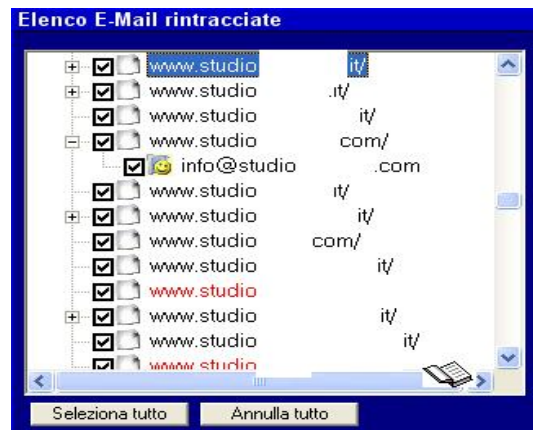 Elenco E-Mail rintracciate
www.studio it/
www.studio .it/
www.studio it/
www.studio com/
info@studio .com
www.studio it/
www.studio it/
www.studio com/
www.studio it/
www.studio
www.studio it/
www.studio it/
www.studio
Seleziona tutto Annulla tutto